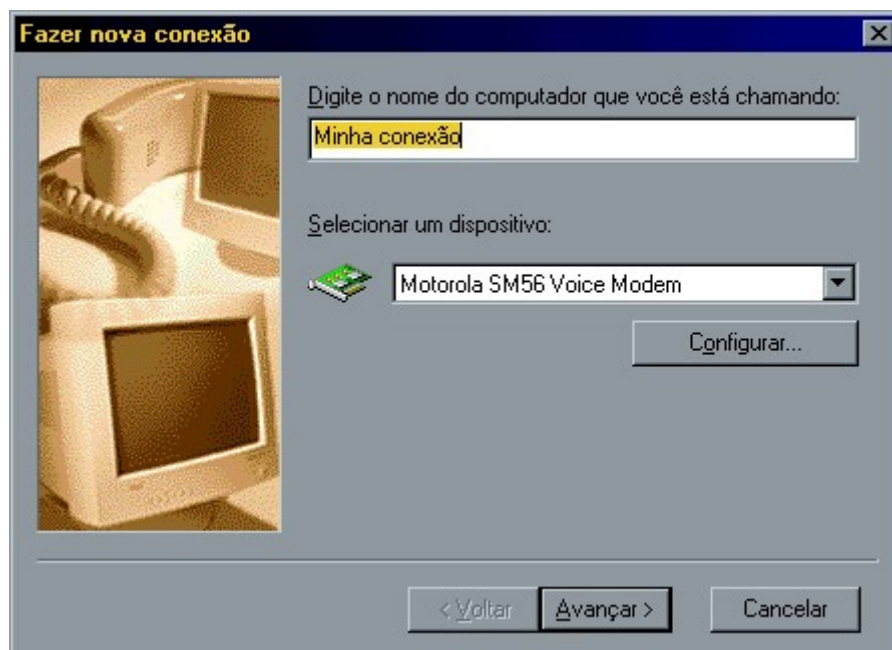 Fazer nova conexão
Digite o nome do computador que você está chamando:
Minha conexão
Selecionar um dispositivo:
Motorola SM56 Voice Modem
Configurar...
< Voltar
Avançar >
Cancelar